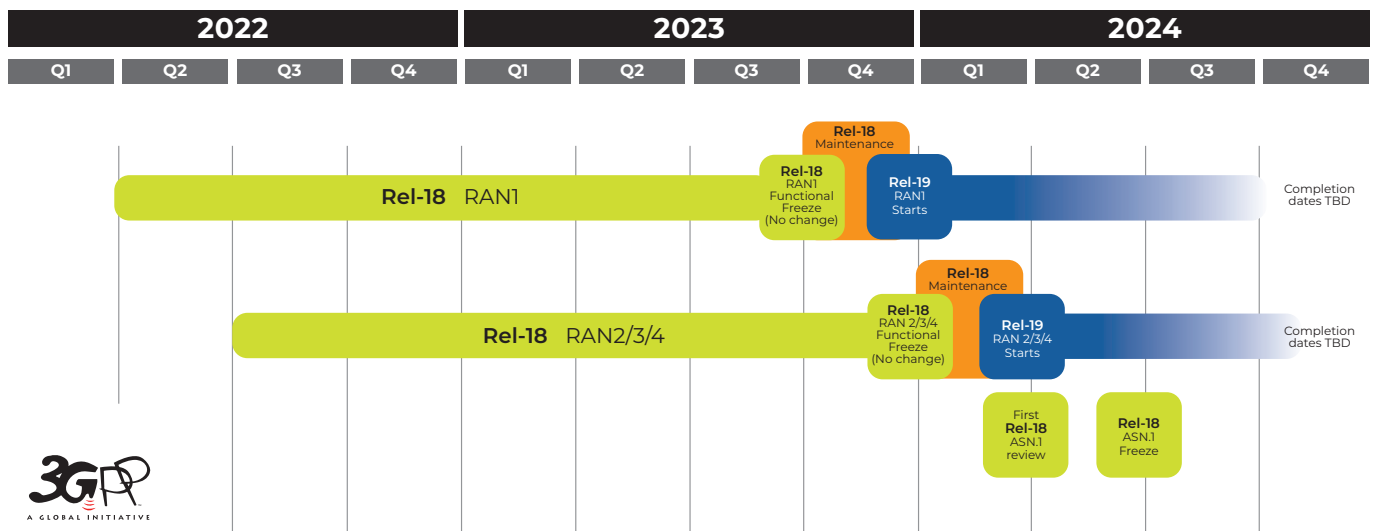 2022 2023 2024
Q1 Q2 Q3 Q4 Q1 Q2 Q3 Q4 Q1 Q2 Q3 Q4
Rel-18
Maintenance
Rel-18 RAN1
Rel-18
RAN1
Functional
Freeze
(No change)
Rel-19
RAN1
Starts
Completion
dates TBD
Rel-18
Maintenance
Rel-18 RAN2/3/4
Rel-18
RAN 2/3/4
Functional
Freeze
(No change)
Rel-19
RAN 2/3/4
Starts
Completion
dates TBD
First
Rel-18
ASN.1
review
Rel-18
ASN.1
Freeze
3GPP
A GLOBAL INITIATIVE